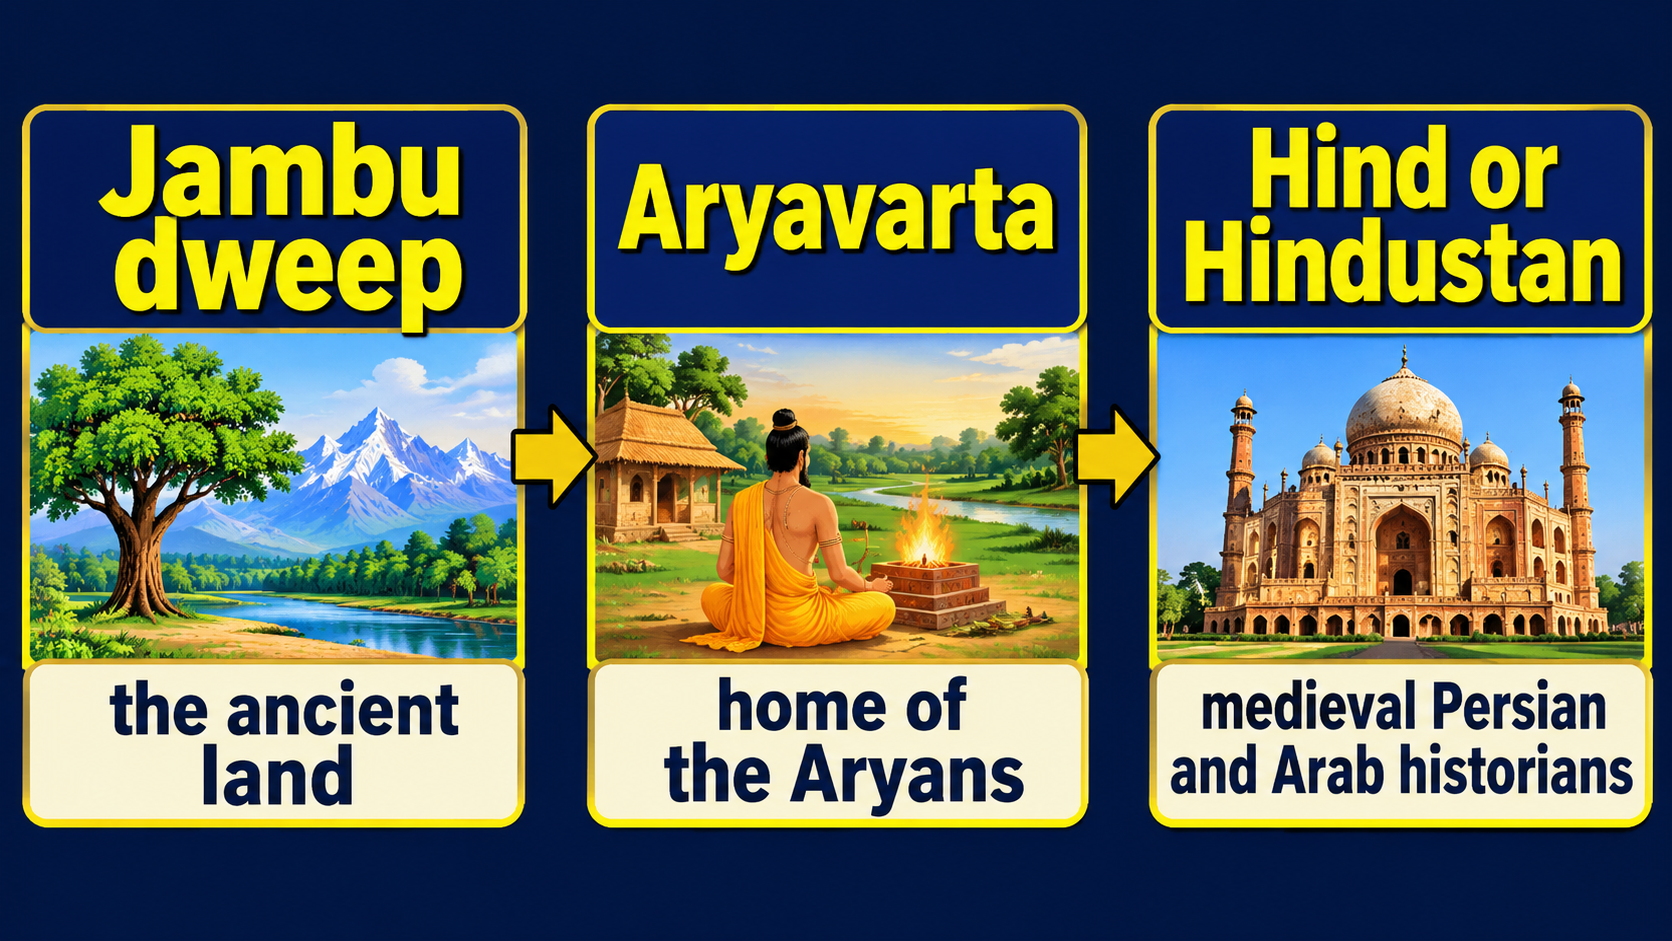 Jambu
dweep
the ancient
land
Aryavarta
home of
the Aryans
Hind or
Hindustan
medieval Persian
and Arab historians